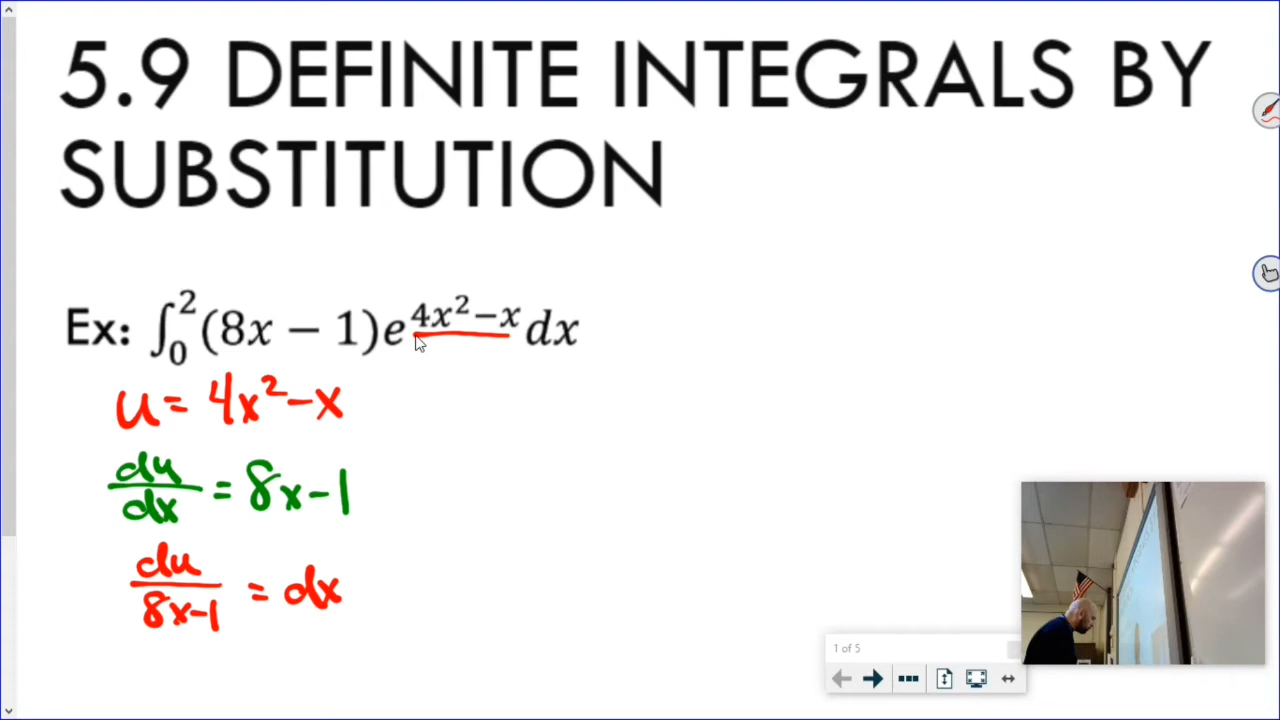 5.9 DEFINITE INTEGRALS BY
SUBSTITUTION
Ex: ∫₀² (8x − 1)e^{4x²−x} dx
u = 4x² − x
du/dx = 8x − 1
du/(8x−1) = dx
1 of 5